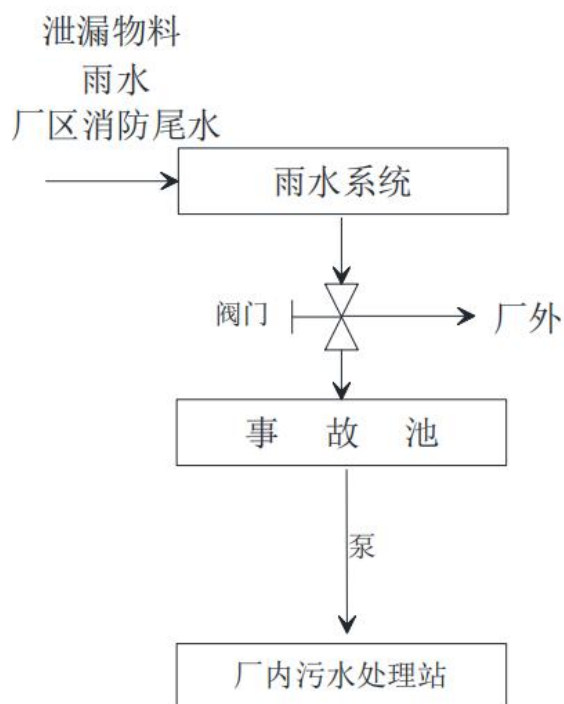 泄漏物料
雨水
厂区消防尾水
雨水系统
阀门
厂外
事 故 池
泵
厂内污水处理站